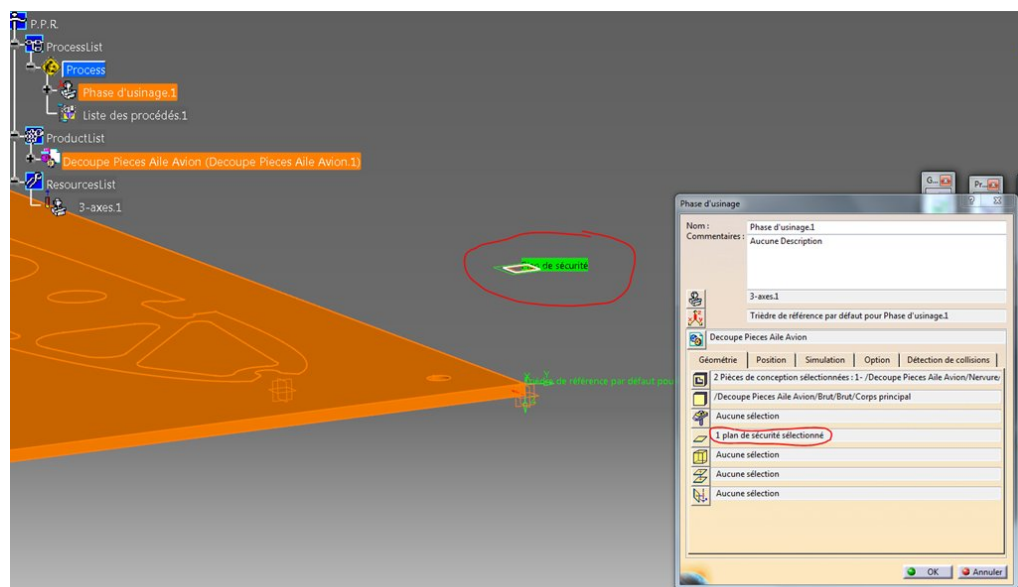 P.P.R.
ProcessList
Process
Phase d'usinage.1
Liste des procédés.1
ProductList
Decoupe Pieces Aile Avion (Decoupe Pieces Aile Avion.1)
ResourcesList
3-axes.1
de sécurité
de référence par défaut pou
G...
Pr...
Phase d'usinage
Nom :
Phase d'usinage.1
Commentaires :
Aucune Description
3-axes.1
Trièdre de référence par défaut pour Phase d'usinage.1
Decoupe Pieces Aile Avion
Géométrie
Position
Simulation
Option
Détection de collisions
2 Pièces de conception sélectionnées : 1- /Decoupe Pieces Aile Avion/Nervure/
/Decoupe Pieces Aile Avion/Brut/Brut/Corps principal
Aucune sélection
1 plan de sécurité sélectionné
Aucune sélection
Aucune sélection
Aucune sélection
OK
Annuler